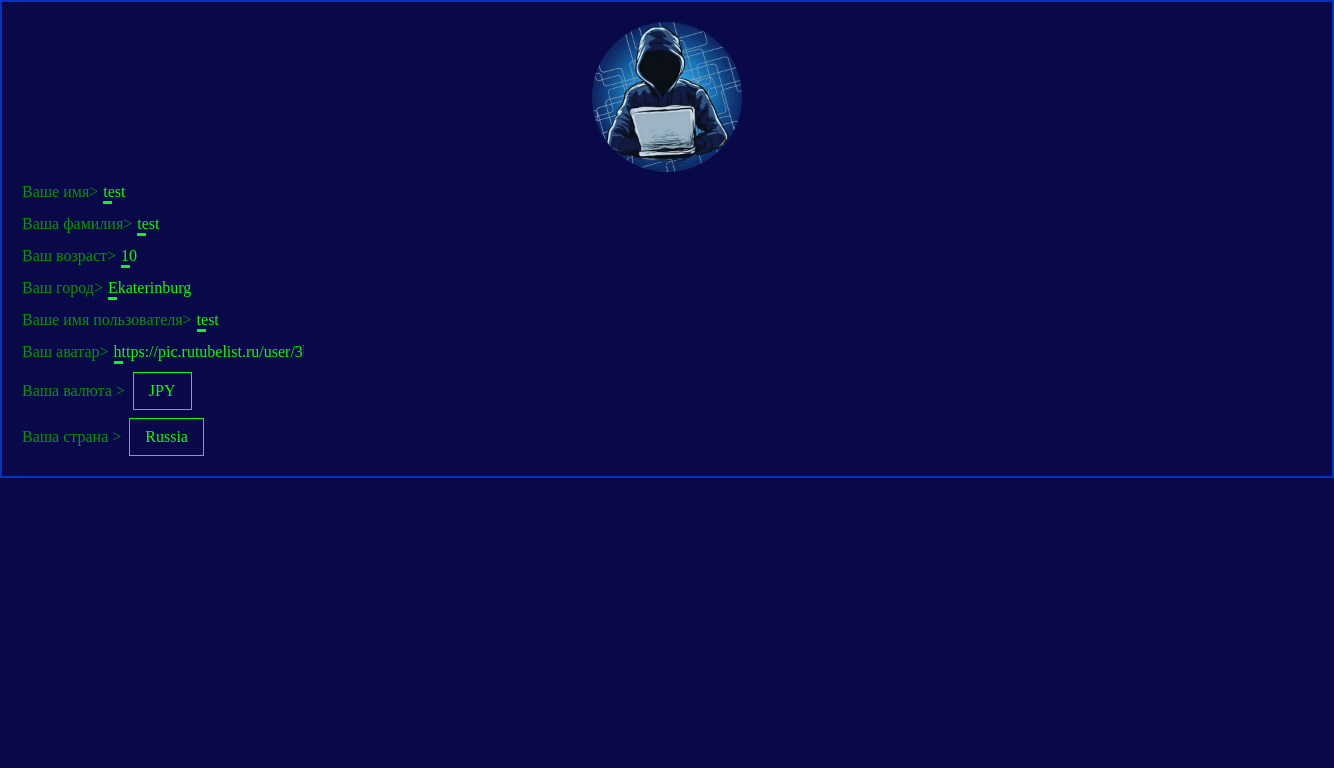 Ваше имя> test
Ваша фамилия> test
Ваш возраст> 10
Ваш город> Ekaterinburg
Ваше имя пользователя> test
Ваш аватар> https://pic.rutubelist.ru/user/3
Ваша валюта > JPY
Ваша страна > Russia